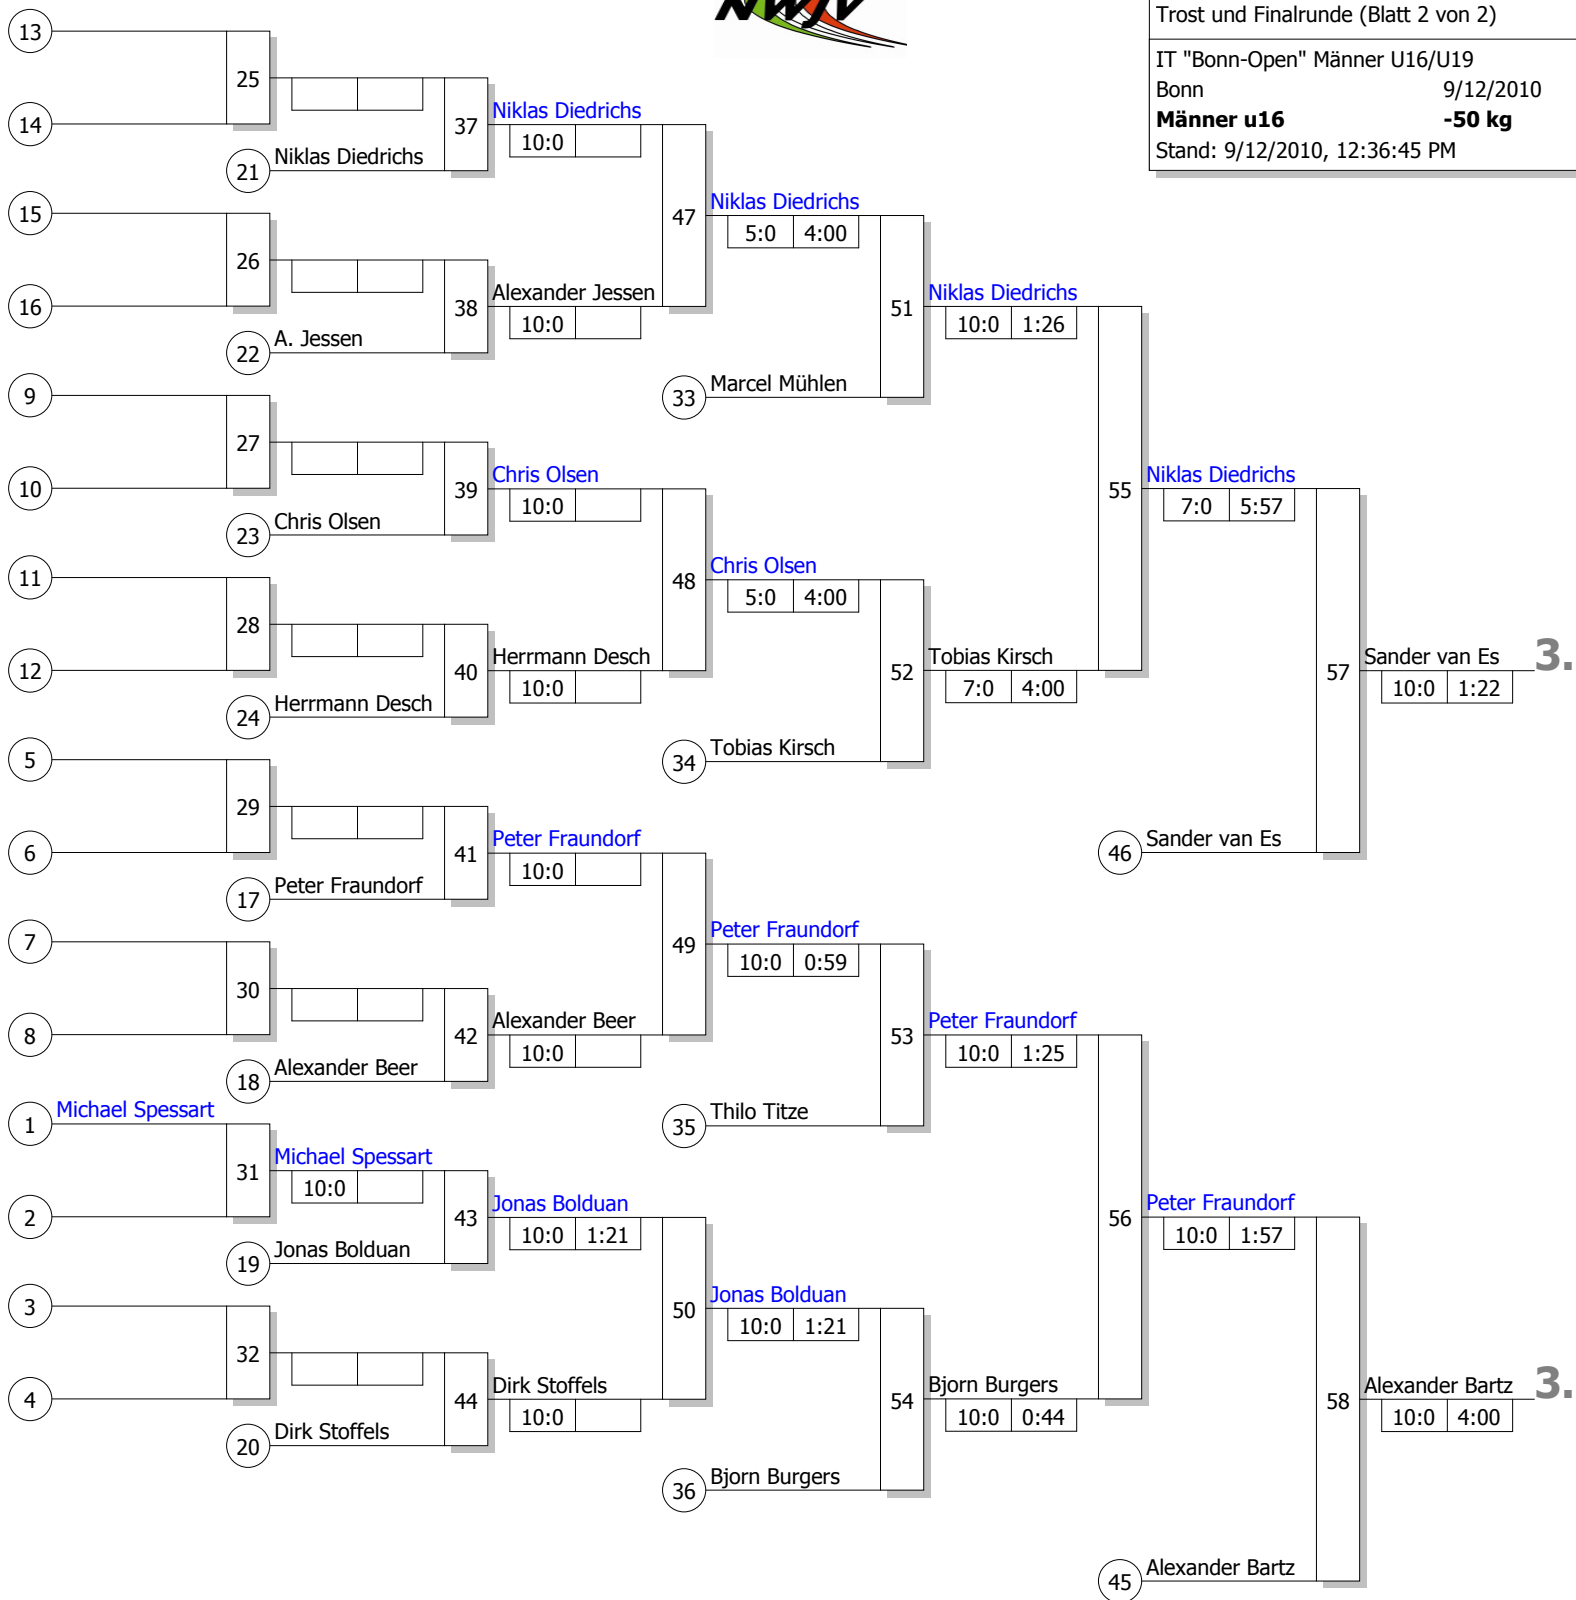 Trost und Finalrunde (Blatt 2 von 2)
IT "Bonn-Open" Männer U16/U19
Bonn 9/12/2010
Männer u16 -50 kg
Stand: 9/12/2010, 12:36:45 PM
13
25
14
37
Niklas Diedrichs
10:0
21
Niklas Diedrichs
15
47
Niklas Diedrichs
5:0 4:00
26
16
38
Alexander Jessen
10:0
22
A. Jessen
51
Niklas Diedrichs
10:0 1:26
33
Marcel Mühlen
9
27
10
39
Chris Olsen
10:0
23
Chris Olsen
55
Niklas Diedrichs
7:0 5:57
11
48
Chris Olsen
5:0 4:00
28
12
40
Herrmann Desch
10:0
24
Herrmann Desch
52
Tobias Kirsch
7:0 4:00
34
Tobias Kirsch
57
Sander van Es
3.
10:0 1:22
46
Sander van Es
5
29
6
41
Peter Fraundorf
10:0
17
Peter Fraundorf
7
49
Peter Fraundorf
10:0 0:59
30
8
42
Alexander Beer
10:0
18
Alexander Beer
53
Peter Fraundorf
10:0 1:25
35
Thilo Titze
1
Michael Spessart
31
Michael Spessart
10:0
2
43
Jonas Bolduan
10:0 1:21
19
Jonas Bolduan
56
Peter Fraundorf
10:0 1:57
3
50
Jonas Bolduan
10:0 1:21
32
4
44
Dirk Stoffels
10:0
20
Dirk Stoffels
54
Bjorn Burgers
10:0 0:44
36
Bjorn Burgers
58
Alexander Bartz
3.
10:0 4:00
45
Alexander Bartz